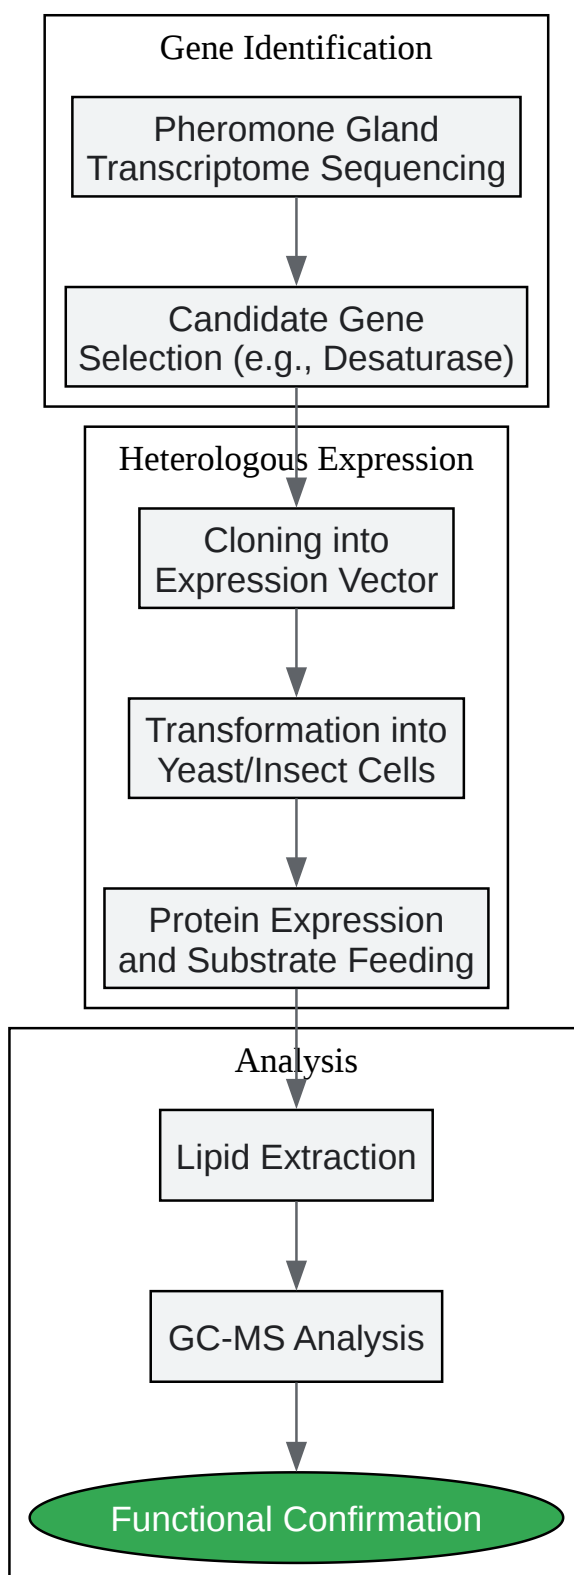 Gene Identification
Pheromone Gland
Transcriptome Sequencing
Candidate Gene
Selection (e.g., Desaturase)
Heterologous Expression
Cloning into
Expression Vector
Transformation into
Yeast/Insect Cells
Protein Expression
and Substrate Feeding
Analysis
Lipid Extraction
GC-MS Analysis
Functional Confirmation